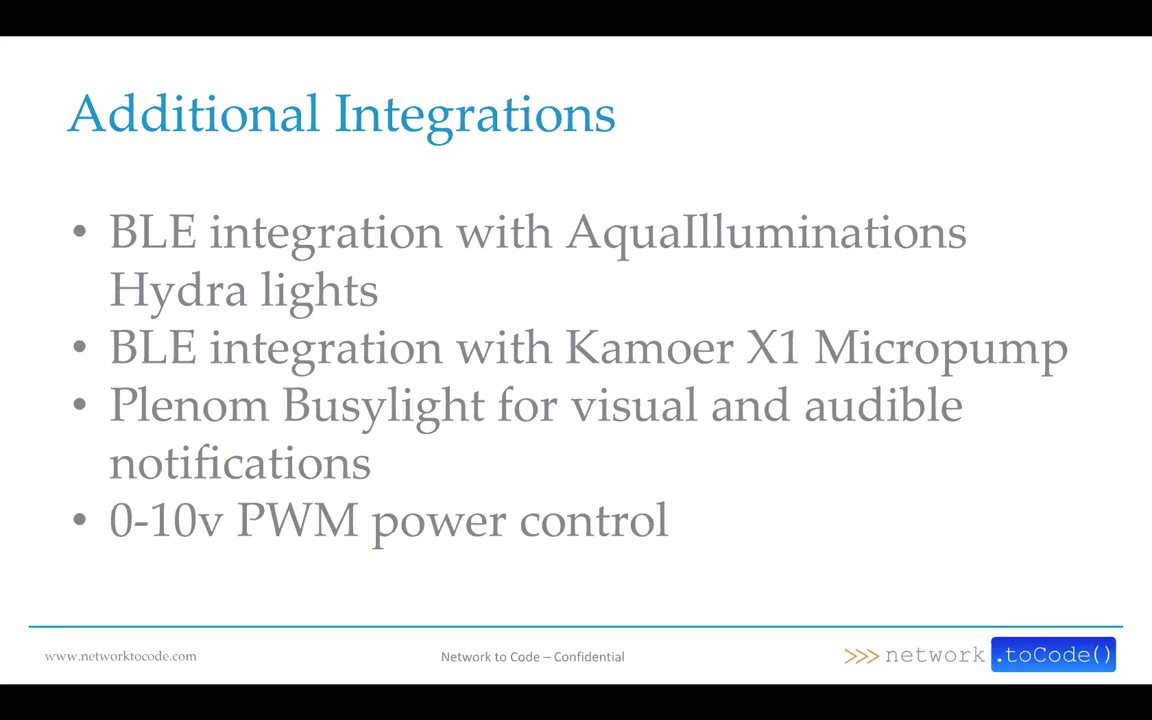 Additional Integrations
• BLE integration with AquaIlluminations
Hydra lights
• BLE integration with Kamoer X1 Micropump
• Plenom Busylight for visual and audible
notifications
• 0-10v PWM power control
www.networktocode.com
Network to Code – Confidential
>>> network .toCode()